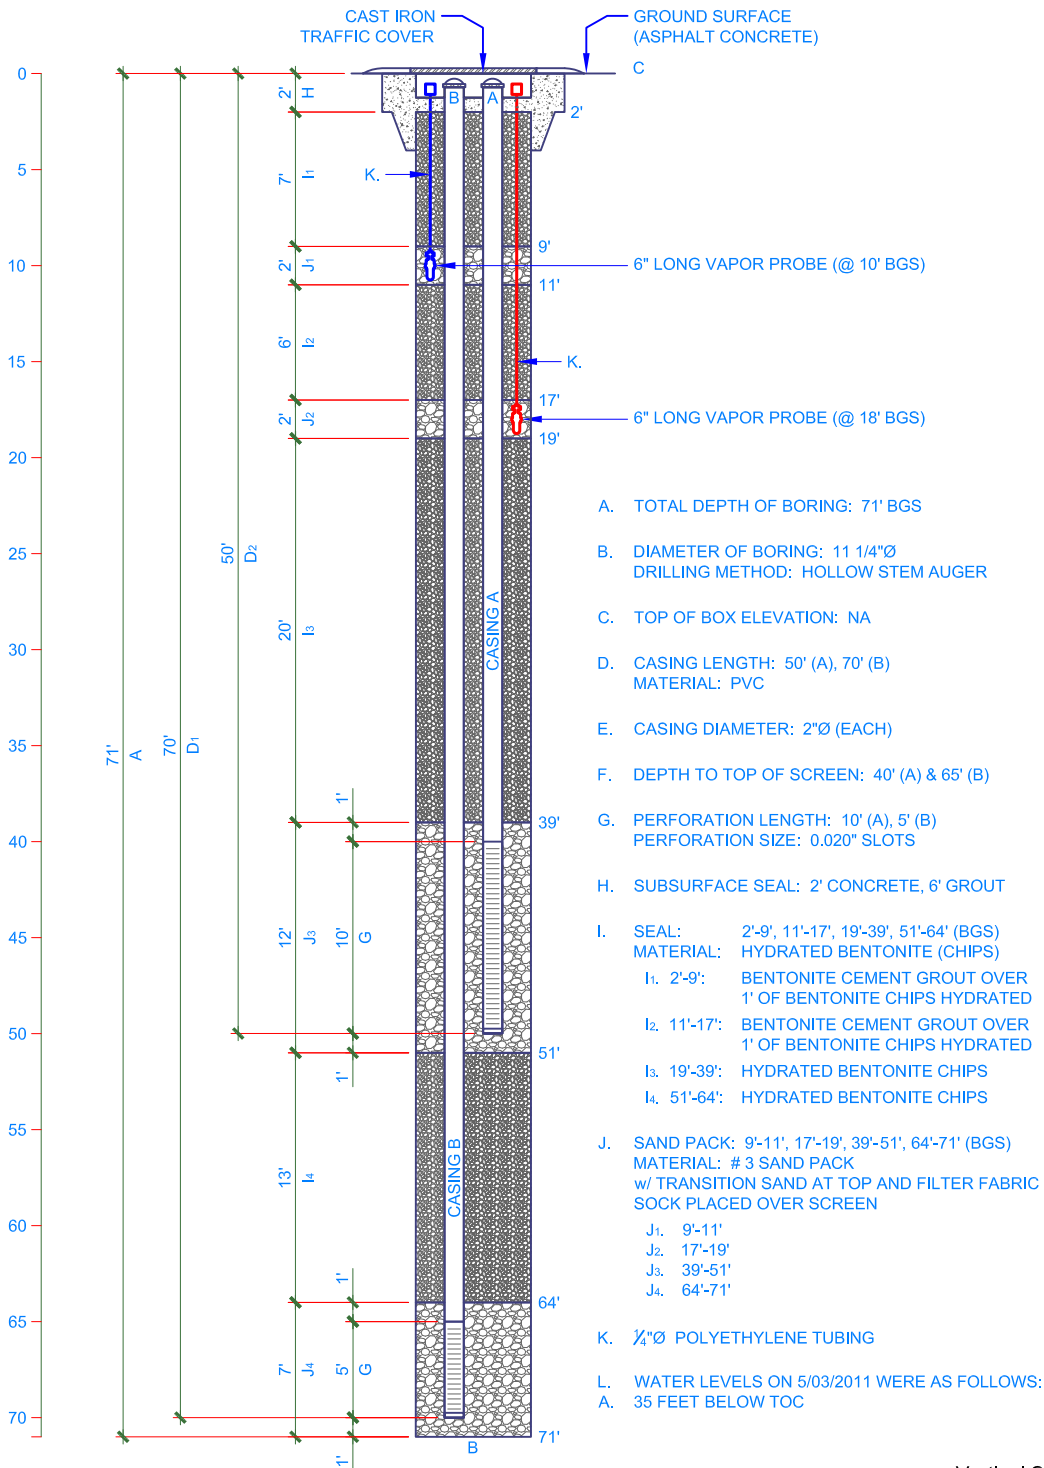 CAST IRON
TRAFFIC COVER
GROUND SURFACE
(ASPHALT CONCRETE)
C
0
5
10
15
20
25
30
35
40
45
50
55
60
65
70
71'
A
70'
D1
50'
D2
2'
H
7'
I1
2'
J1
6'
I2
2'
J2
20'
I3
1'
12'
J3
10'
G
1'
13'
I4
1'
7'
J4
5'
G
1'
B
A
K.
K.
CASING A
CASING B
B
2'
9'
11'
17'
19'
39'
51'
64'
71'
6" LONG VAPOR PROBE (@ 10' BGS)
6" LONG VAPOR PROBE (@ 18' BGS)
A. TOTAL DEPTH OF BORING: 71' BGS
B. DIAMETER OF BORING: 11 1/4"Ø
DRILLING METHOD: HOLLOW STEM AUGER
C. TOP OF BOX ELEVATION: NA
D. CASING LENGTH: 50' (A), 70' (B)
MATERIAL: PVC
E. CASING DIAMETER: 2"Ø (EACH)
F. DEPTH TO TOP OF SCREEN: 40' (A) & 65' (B)
G. PERFORATION LENGTH: 10' (A), 5' (B)
PERFORATION SIZE: 0.020" SLOTS
H. SUBSURFACE SEAL: 2' CONCRETE, 6' GROUT
I. SEAL: 2'-9', 11'-17', 19'-39', 51'-64' (BGS)
MATERIAL: HYDRATED BENTONITE (CHIPS)
I1. 2'-9': BENTONITE CEMENT GROUT OVER
1' OF BENTONITE CHIPS HYDRATED
I2. 11'-17': BENTONITE CEMENT GROUT OVER
1' OF BENTONITE CHIPS HYDRATED
I3. 19'-39': HYDRATED BENTONITE CHIPS
I4. 51'-64': HYDRATED BENTONITE CHIPS
J. SAND PACK: 9'-11', 17'-19', 39'-51', 64'-71' (BGS)
MATERIAL: # 3 SAND PACK
w/ TRANSITION SAND AT TOP AND FILTER FABRIC
SOCK PLACED OVER SCREEN
J1. 9'-11'
J2. 17'-19'
J3. 39'-51'
J4. 64'-71'
K. 1/4"Ø POLYETHYLENE TUBING
L. WATER LEVELS ON 5/03/2011 WERE AS FOLLOWS:
A. 35 FEET BELOW TOC